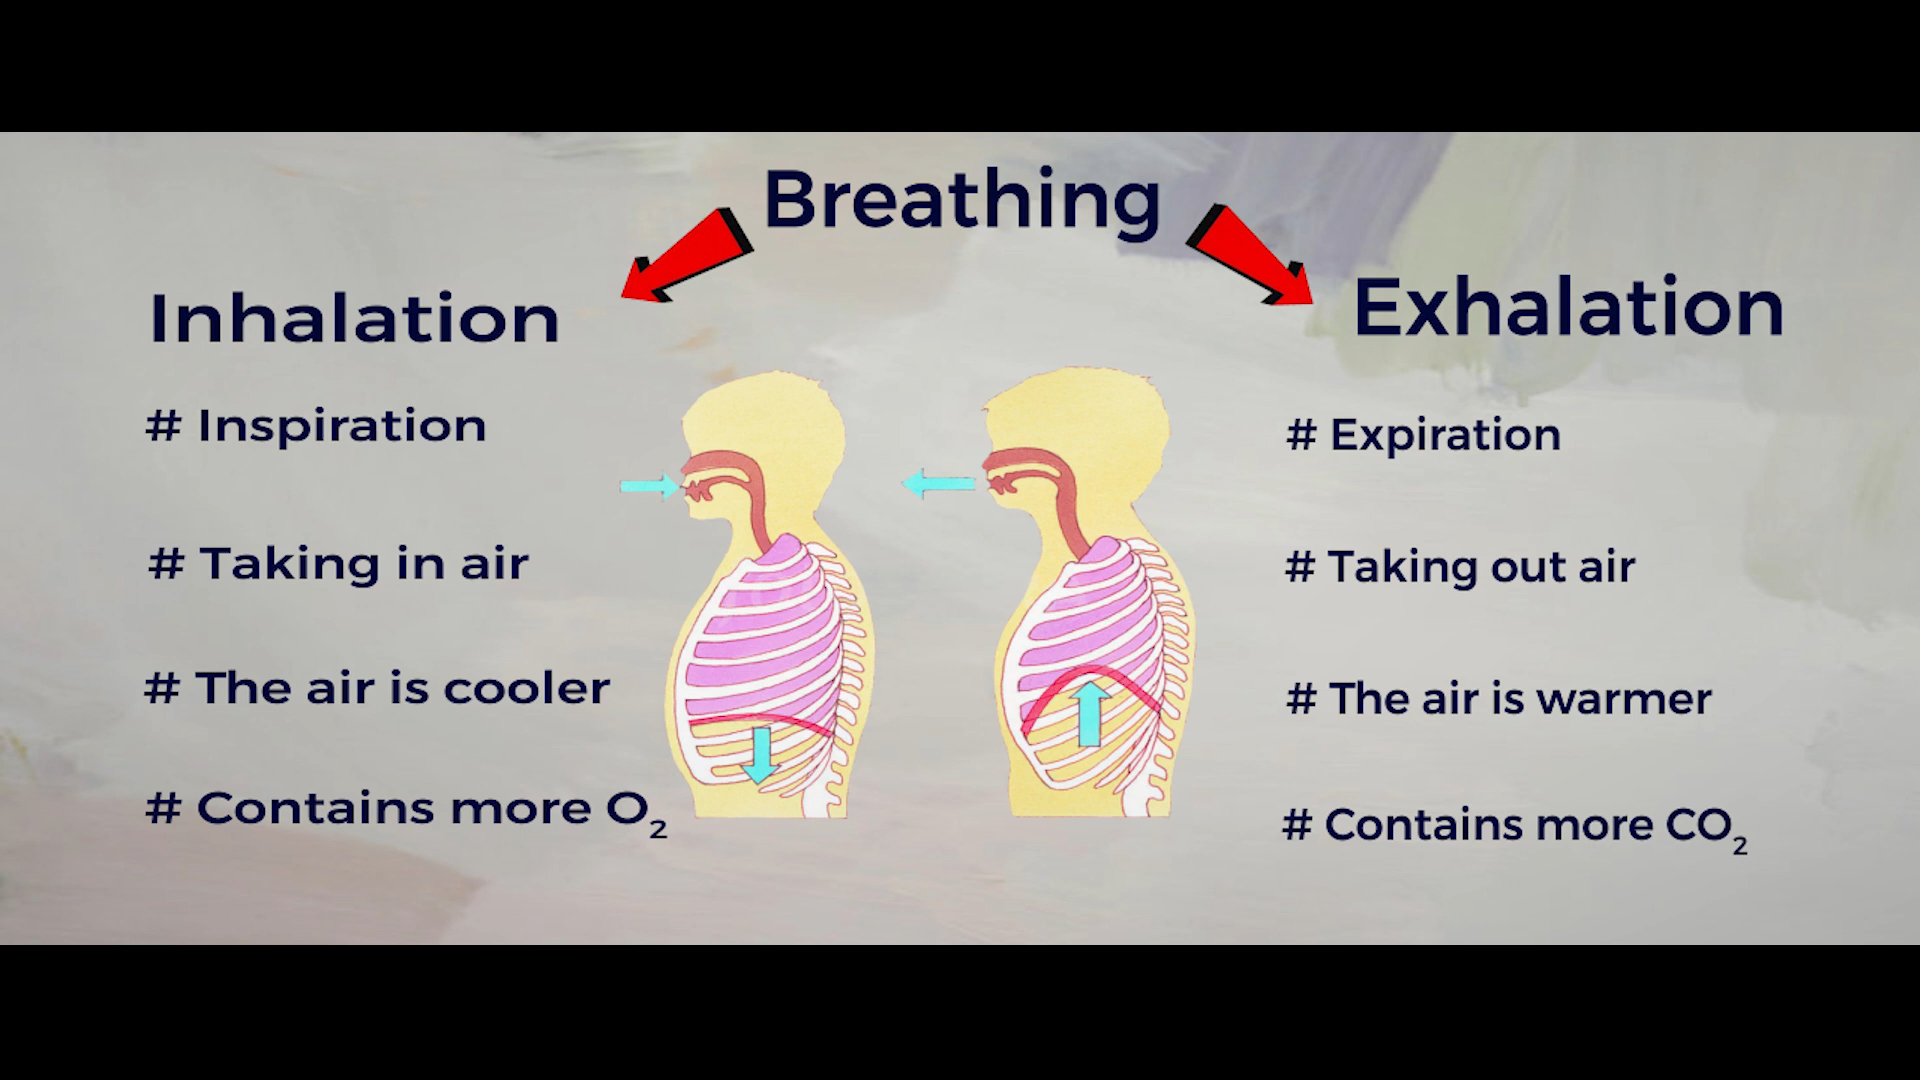 Breathing
Inhalation
# Inspiration
# Taking in air
# The air is cooler
# Contains more O₂
Exhalation
# Expiration
# Taking out air
# The air is warmer
# Contains more CO₂